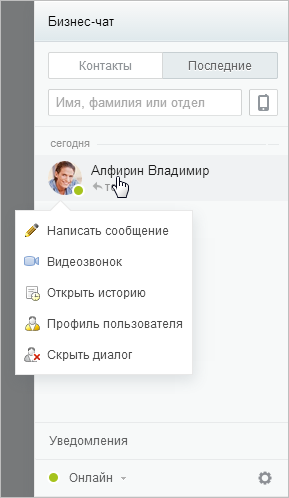 Бизнес-чат
Контакты
Последние
Имя, фамилия или отдел
сегодня
Алфирин Владимир
Написать сообщение
Видеозвонок
Открыть историю
Профиль пользователя
Скрыть диалог
Уведомления
Онлайн